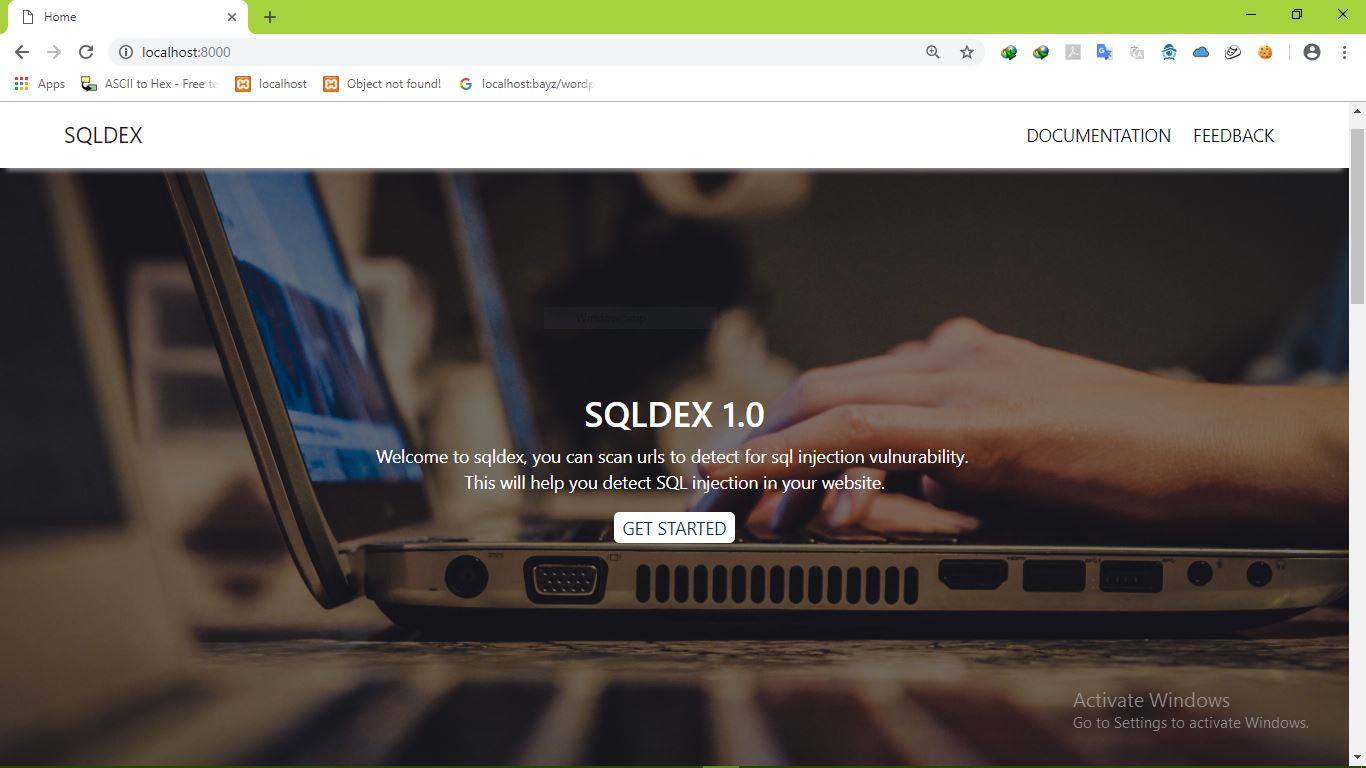 Home
localhost:8000
Apps
ASCII to Hex - Free te
localhost
Object not found!
localhost:bayz/wordp
SQLDEX
DOCUMENTATION
FEEDBACK
SQLDEX 1.0
Welcome to sqldex, you can scan urls to detect for sql injection vulnurability.
This will help you detect SQL injection in your website.
GET STARTED
Activate Windows
Go to Settings to activate Windows.